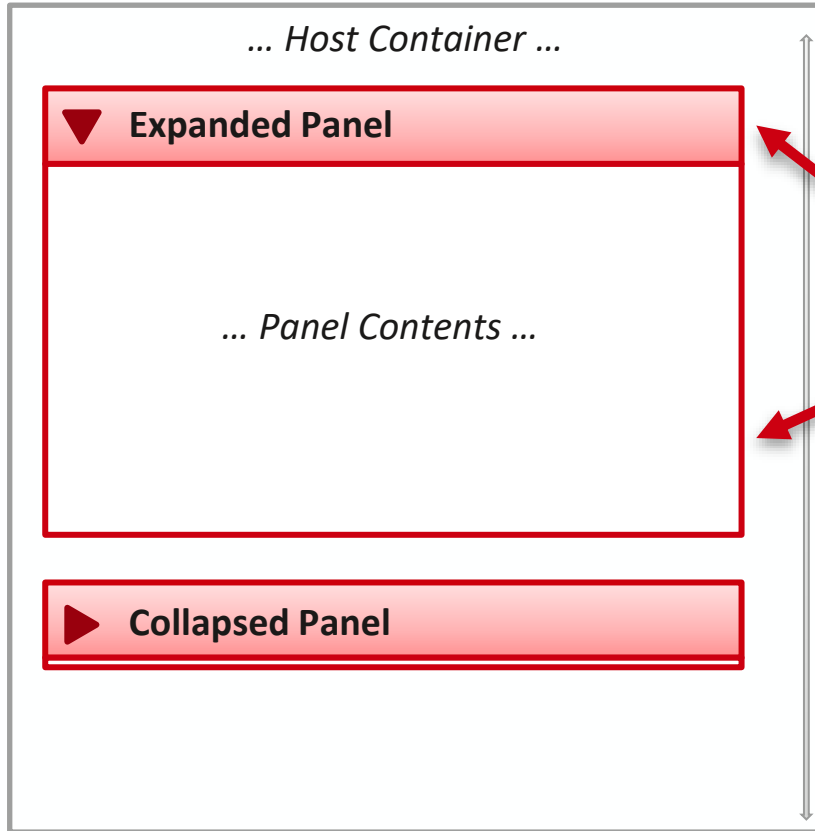 … Host Container …
Expanded Panel
… Panel Contents …
Collapsed Panel